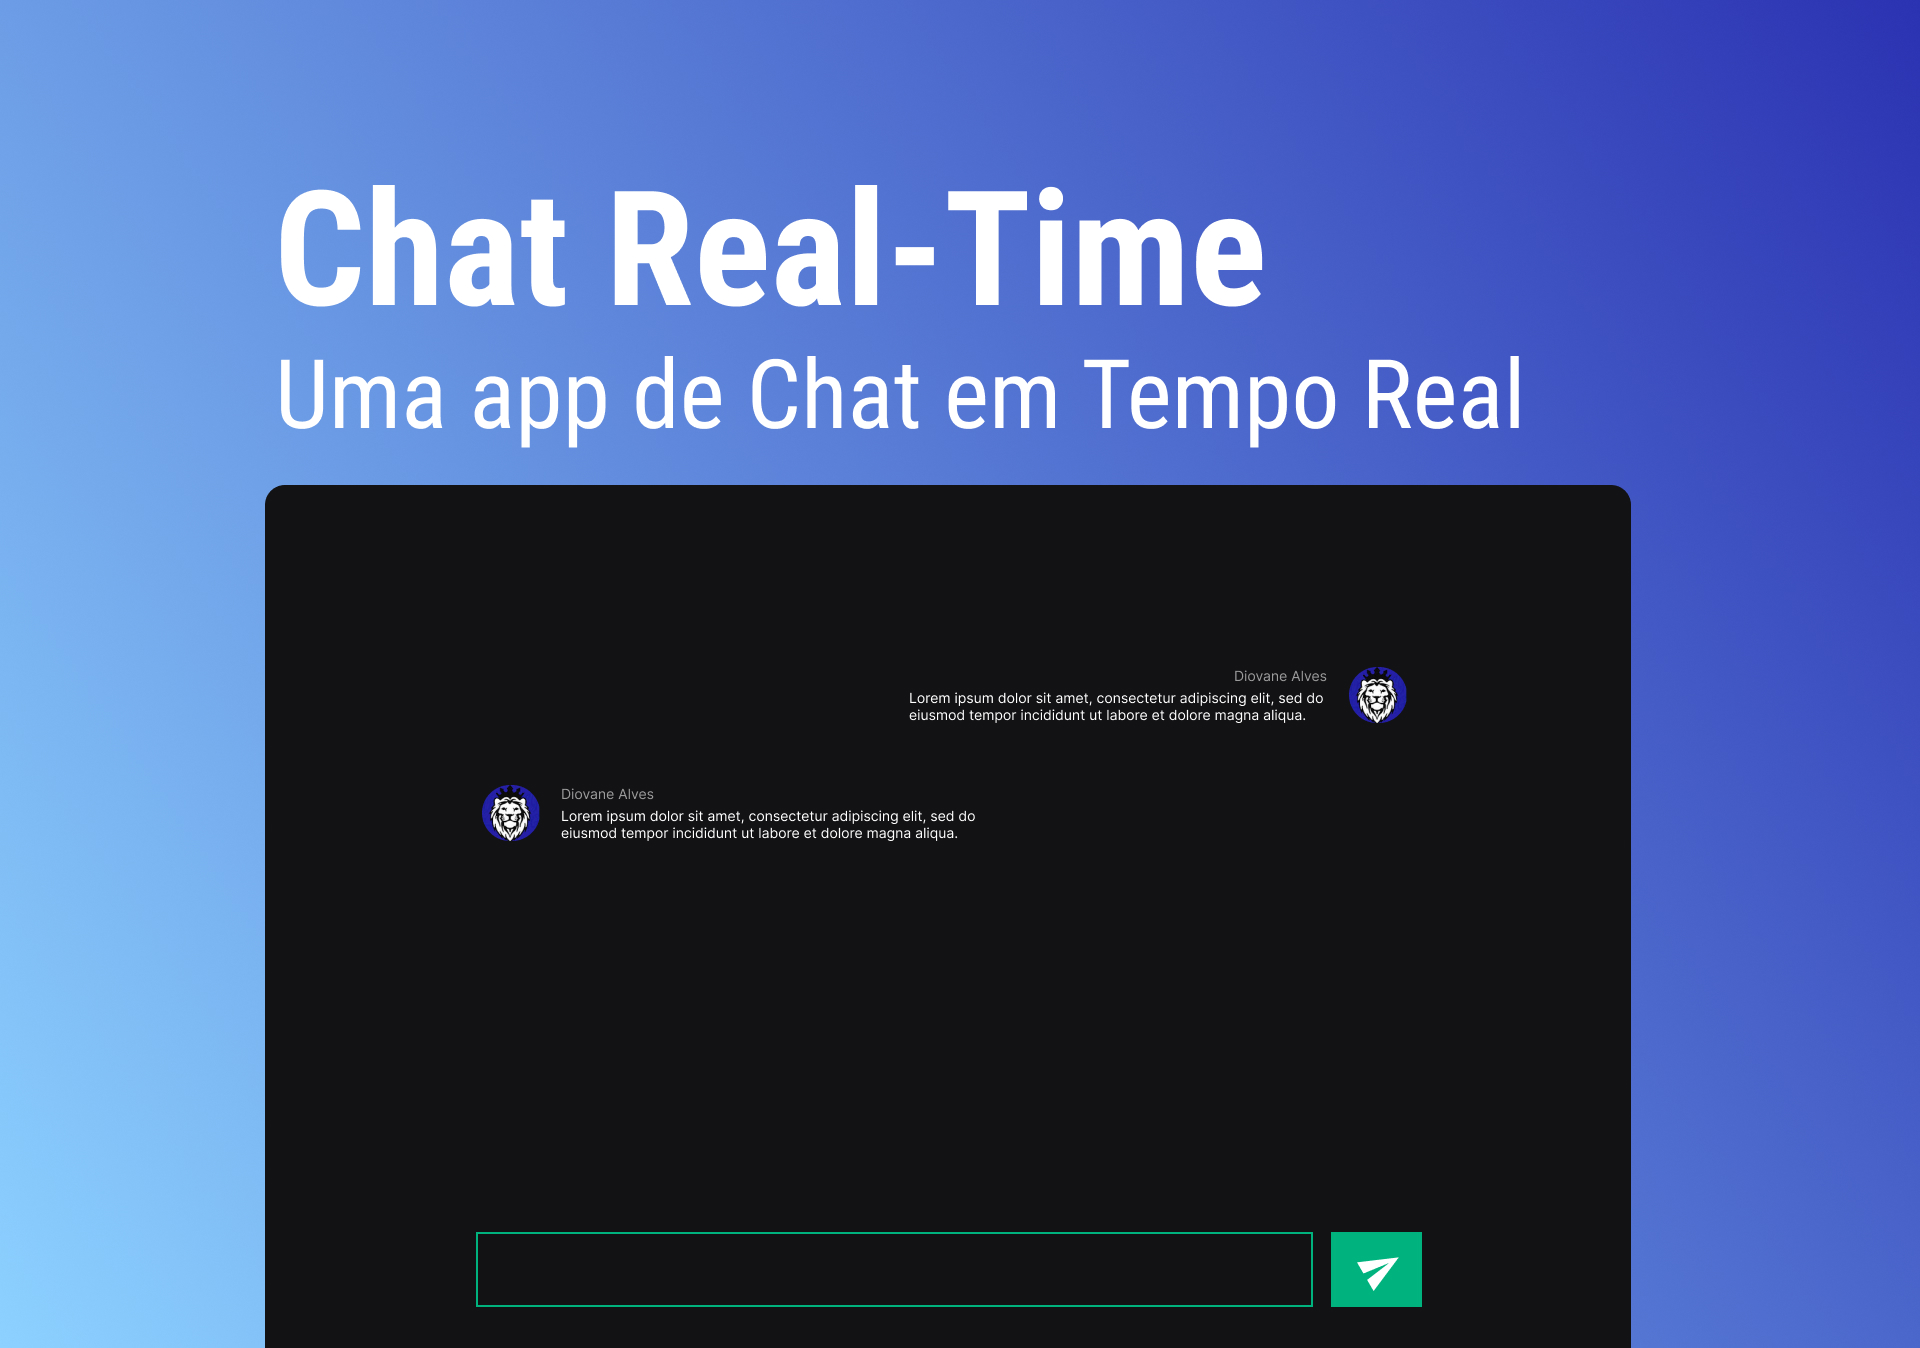 Chat Real-Time
Uma app de Chat em Tempo Real
Diovane Alves
Lorem ipsum dolor sit amet, consectetur adipiscing elit, sed do
eiusmod tempor incididunt ut labore et dolore magna aliqua.
Diovane Alves
Lorem ipsum dolor sit amet, consectetur adipiscing elit, sed do
eiusmod tempor incididunt ut labore et dolore magna aliqua.